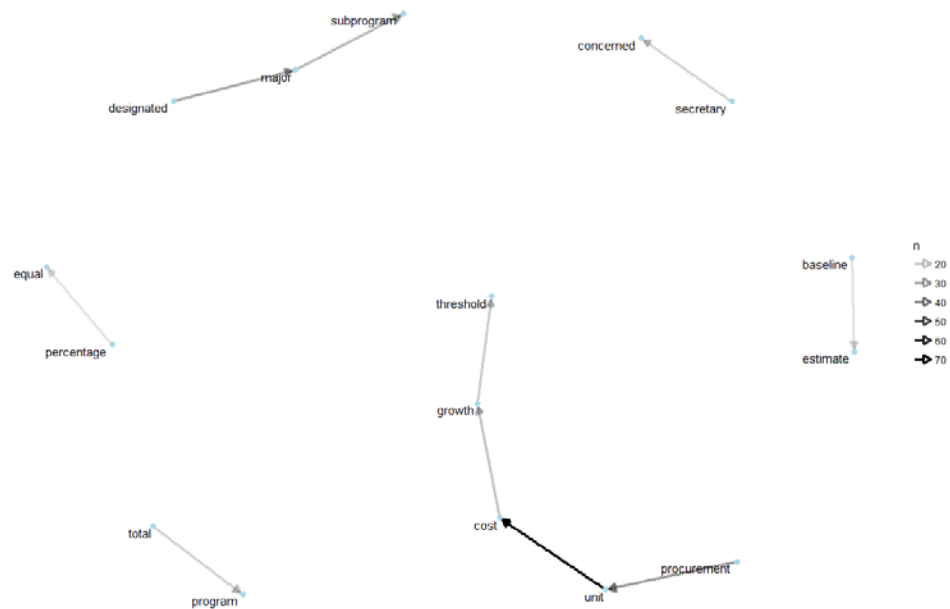 subprogram
concerned
major
designated
secretary
n
baseline
20
equal
30
threshold
40
50
percentage
estimate
60
70
growth
total
cost
procurement
program
unit